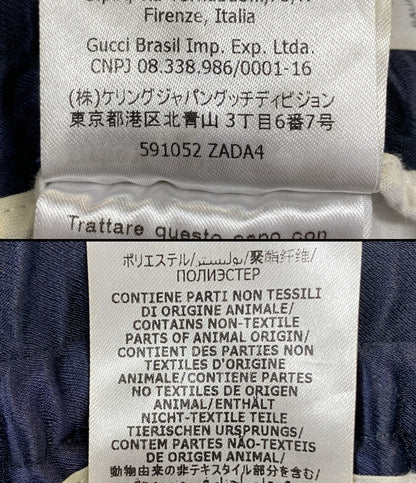 Firenze, Italia
Gucci Brasil Imp. Exp. Ltda.
CNPJ 08.338.986/0001-16
(株)ケリングジャパングッチディビジョン
東京都港区北青山 3丁目6番7号
591052 ZADA4
Trattare questo capo con
ポリエステル/بوليستر/聚酯纤维/
ПОЛИЭСТЕР
CONTIENE PARTI NON TESSILI
DI ORIGINE ANIMALE/
CONTAINS NON-TEXTILE
PARTS OF ANIMAL ORIGIN/
CONTIENT DES PARTIES NON
TEXTILES D'ORIGINE
ANIMALE/CONTIENE PARTES
NO TEXTILES DE ORIGEN
ANIMAL/ENTHÄLT
NICHT-TEXTILE TEILE
TIERISCHEN URSPRUNGS/
CONTEM PARTES NÃO-TEXTEIS
DE ORIGEM ANIMAL/
動物由来の非テキスタイル部分を含む/